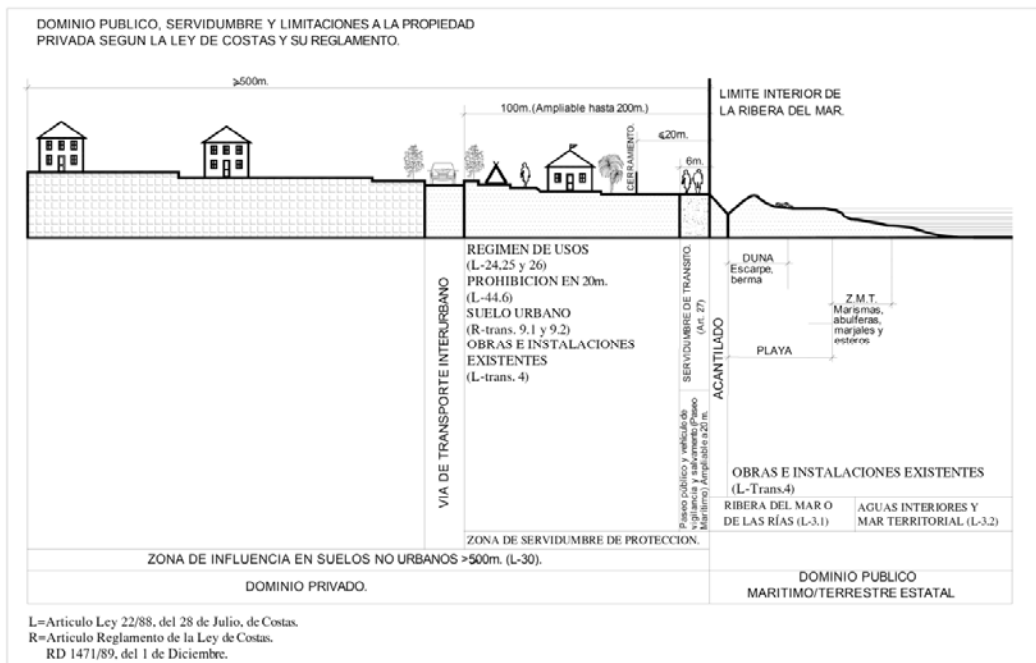 DOMINIO PUBLICO, SERVIDUMBRE Y LIMITACIONES A LA PROPIEDAD
PRIVADA SEGUN LA LEY DE COSTAS Y SU REGLAMENTO.
⩾500m.
LIMITE INTERIOR DE
LA RIBERA DEL MAR.
100m.(Ampliable hasta 200m.)
⩽20m.
6m.
CERRAMIENTO.
REGIMEN DE USOS
(L-24,25 y 26)
PROHIBICION EN 20m.
(L-44.6)
SUELO URBANO
(R-trans. 9.1 y 9.2)
OBRAS E INSTALACIONES
EXISTENTES
(L-trans. 4)
VIA DE TRANSPORTE INTERURBANO
SERVIDUMBRE DE TRANSITO.
(Art. 27)
Paseo público y vehículo de
vigilancia y salvamento (Paseo
Marítimo) Ampliable a 20 m.
ACANTILADO
DUNA
Escarpe,
berma
Z.M.T.
Marismas,
abulferas,
marjales y
esteros
PLAYA
OBRAS E INSTALACIONES EXISTENTES
(L-Trans.4)
RIBERA DEL MAR O
DE LAS RÍAS (L-3.1)
AGUAS INTERIORES Y
MAR TERRITORIAL (L-3.2)
ZONA DE SERVIDUMBRE DE PROTECCION.
ZONA DE INFLUENCIA EN SUELOS NO URBANOS >500m. (L-30).
DOMINIO PRIVADO.
DOMINIO PUBLICO
MARITIMO/TERRESTRE ESTATAL
L=Articulo Ley 22/88, del 28 de Julio, de Costas.
R=Articulo Reglamento de la Ley de Costas.
RD 1471/89, del 1 de Diciembre.